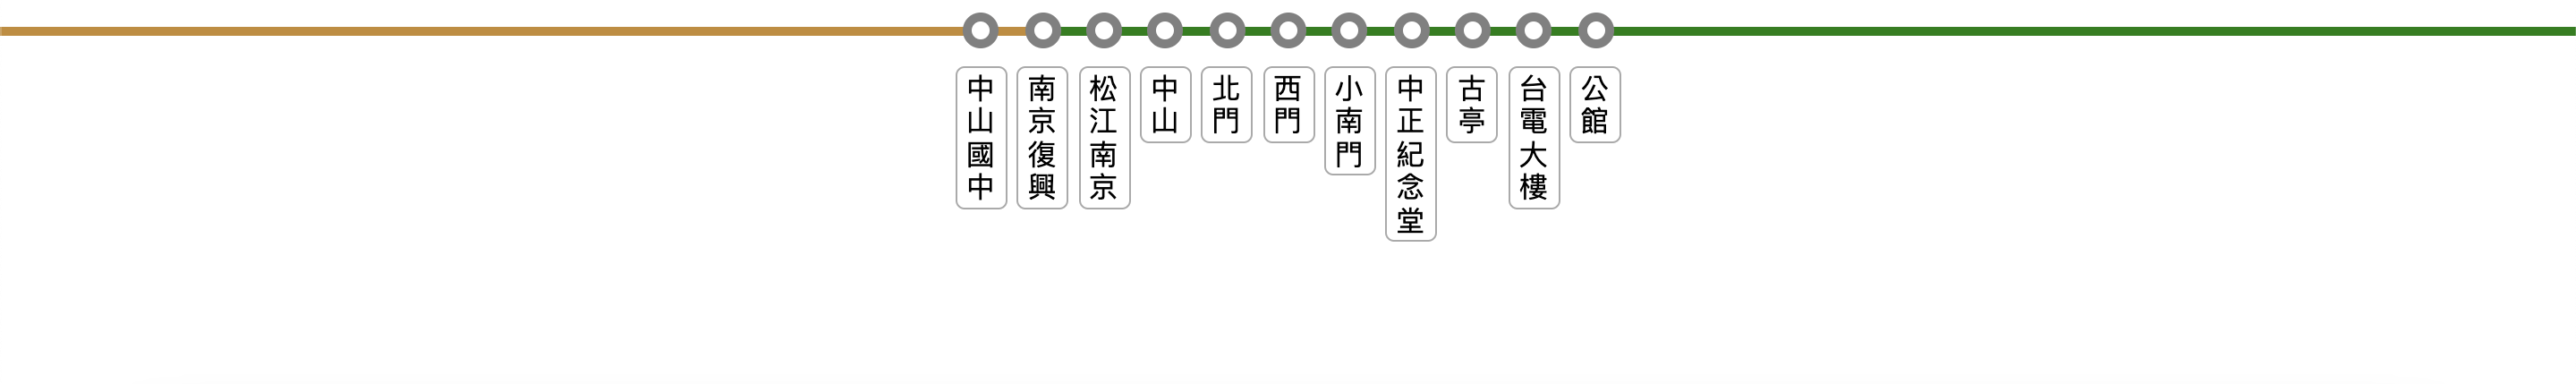 中山國中
南京復興
松江南京
中山
北門
西門
小南門
中正紀念堂
古亭
台電大樓
公館